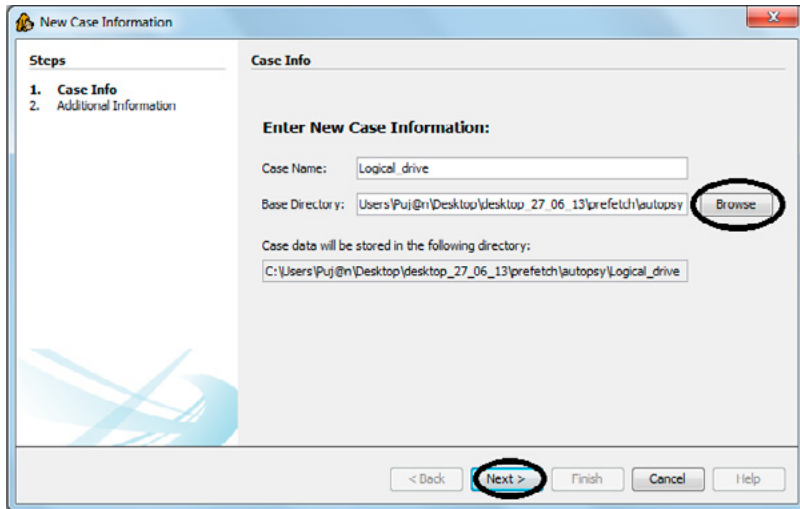 New Case Information
Steps
1. Case Info
2. Additional Information
Case Info
Enter New Case Information:
Case Name: Logical_drive
Base Directory: Users\Puj@n\Desktop\desktop_27_06_13\prefetch\autopsy Browse
Case data will be stored in the following directory:
C:\Users\Puj@n\Desktop\desktop_27_06_13\prefetch\autopsy\Logical_drive
< Back Next > Finish Cancel Help